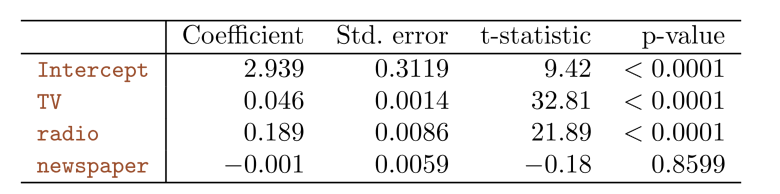 Coefficient Std. error t-statistic p-value
Intercept 2.939 0.3119 9.42 < 0.0001
TV 0.046 0.0014 32.81 < 0.0001
radio 0.189 0.0086 21.89 < 0.0001
newspaper −0.001 0.0059 −0.18 0.8599